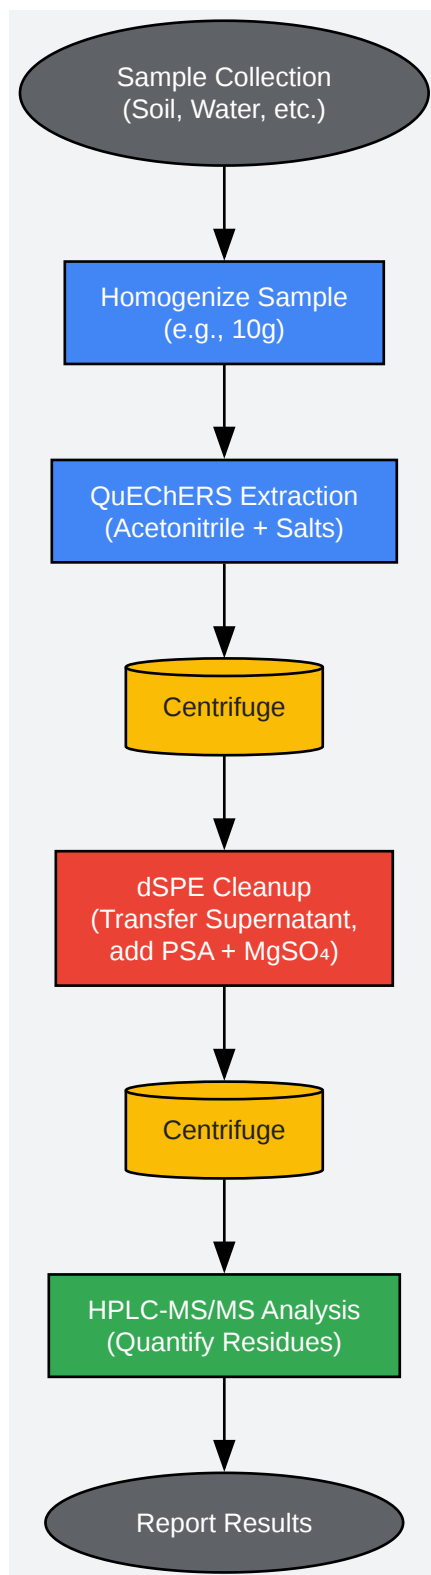 Sample Collection
(Soil, Water, etc.)
Homogenize Sample
(e.g., 10g)
QuEChERS Extraction
(Acetonitrile + Salts)
Centrifuge
dSPE Cleanup
(Transfer Supernatant,
add PSA + MgSO₄)
Centrifuge
HPLC-MS/MS Analysis
(Quantify Residues)
Report Results